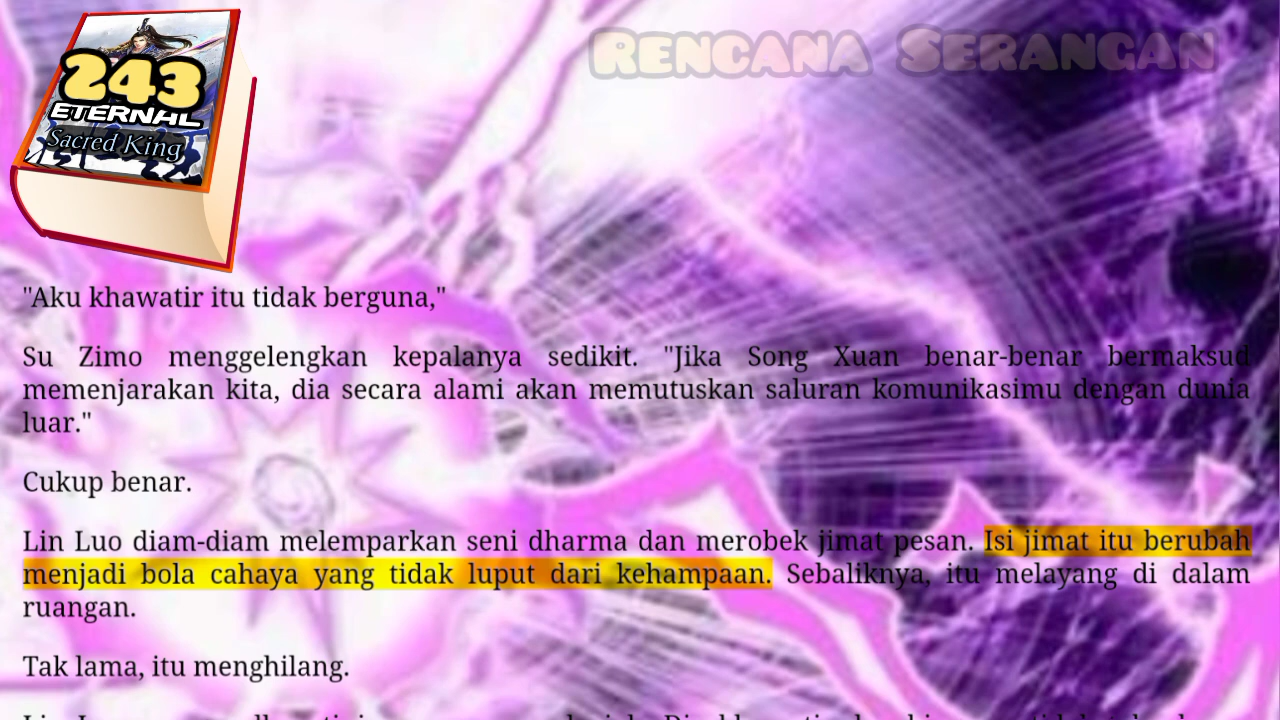 243
ETERNAL
Sacred King
RENCANA SERANGAN
"Aku khawatir itu tidak berguna,"
Su Zimo menggelengkan kepalanya sedikit. "Jika Song Xuan benar-benar bermaksud
memenjarakan kita, dia secara alami akan memutuskan saluran komunikasimu dengan dunia
luar."
Cukup benar.
Lin Luo diam-diam melemparkan seni dharma dan merobek jimat pesan. Isi jimat itu berubah
menjadi bola cahaya yang tidak luput dari kehampaan. Sebaliknya, itu melayang di dalam
ruangan.
Tak lama, itu menghilang.